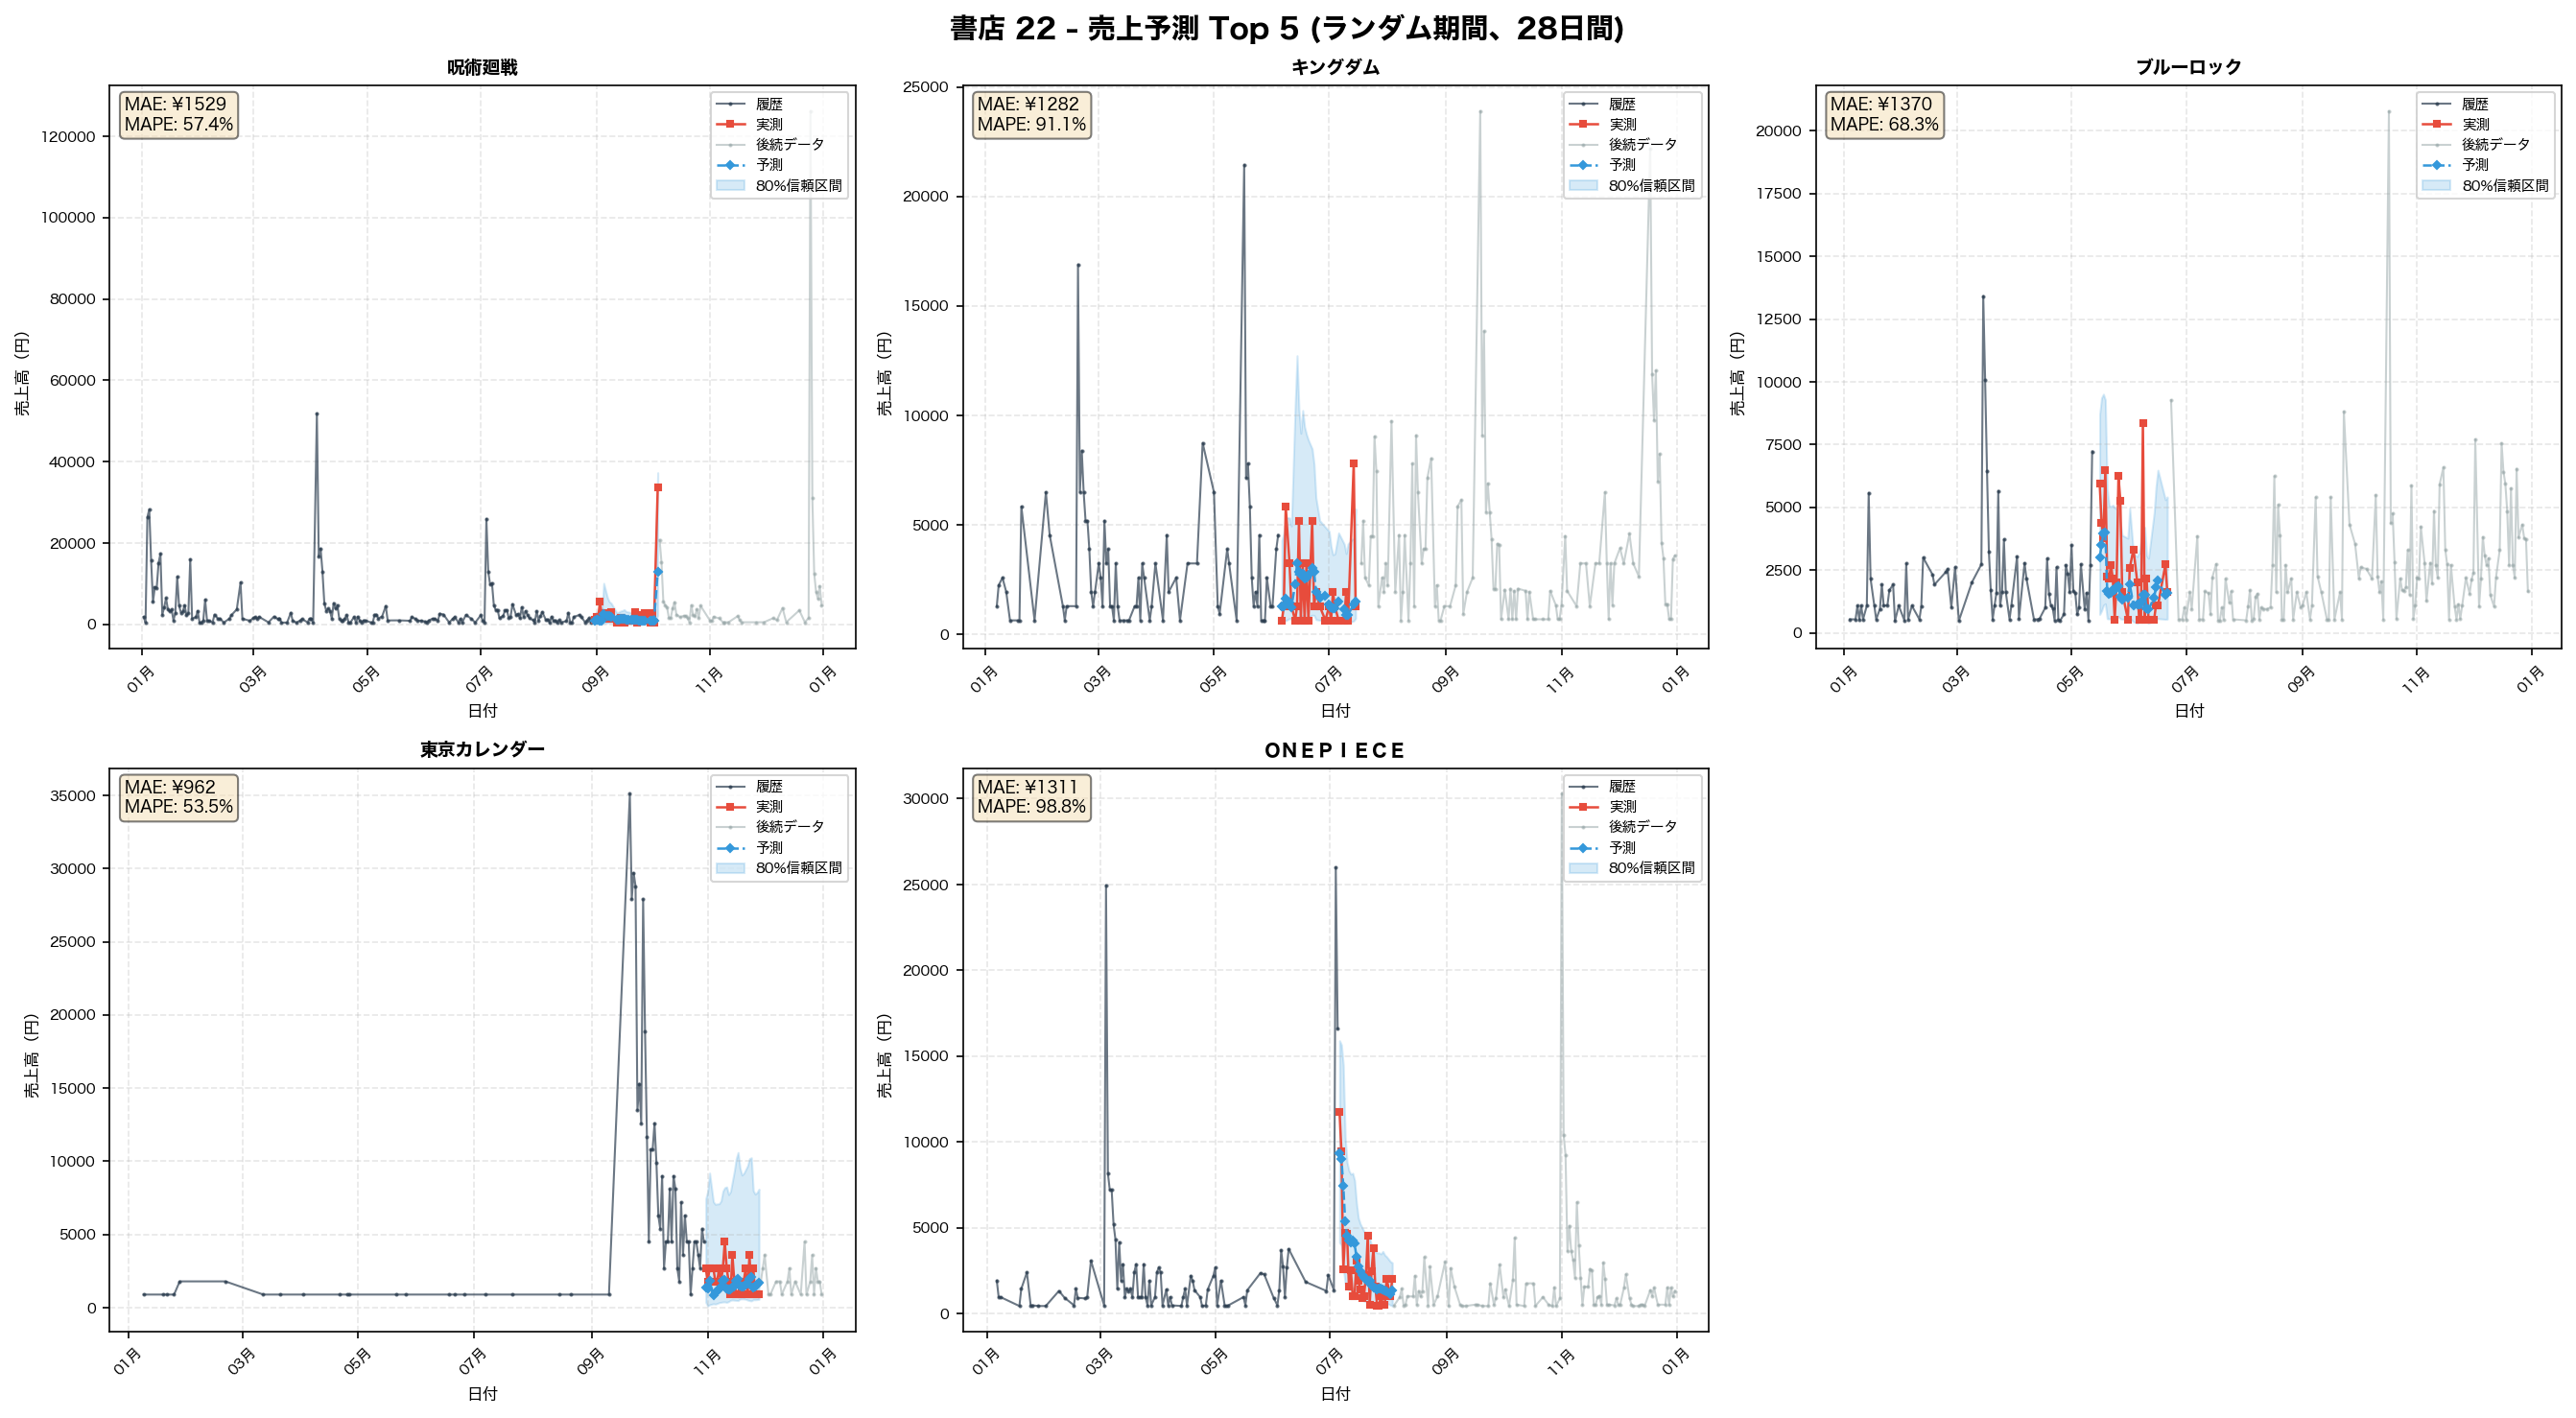 書店 22 - 売上予測 Top 5 (ランダム期間、28日間)
呪術廻戦
MAE: ¥1529
MAPE: 57.4%
履歴
実測
後続データ
予測
80%信頼区間
120000
100000
80000
60000
40000
20000
0
売上高（円）
01月
03月
05月
07月
09月
11月
01月
日付
キングダム
MAE: ¥1282
MAPE: 91.1%
履歴
実測
後続データ
予測
80%信頼区間
25000
20000
15000
10000
5000
0
売上高（円）
01月
03月
05月
07月
09月
11月
01月
日付
ブルーロック
MAE: ¥1370
MAPE: 68.3%
履歴
実測
後続データ
予測
80%信頼区間
20000
17500
15000
12500
10000
7500
5000
2500
0
売上高（円）
01月
03月
05月
07月
09月
11月
01月
日付
東京カレンダー
MAE: ¥962
MAPE: 53.5%
履歴
実測
後続データ
予測
80%信頼区間
35000
30000
25000
20000
15000
10000
5000
0
売上高（円）
01月
03月
05月
07月
09月
11月
01月
日付
ＯＮＥＰＩＥＣＥ
MAE: ¥1311
MAPE: 98.8%
履歴
実測
後続データ
予測
80%信頼区間
30000
25000
20000
15000
10000
5000
0
売上高（円）
01月
03月
05月
07月
09月
11月
01月
日付